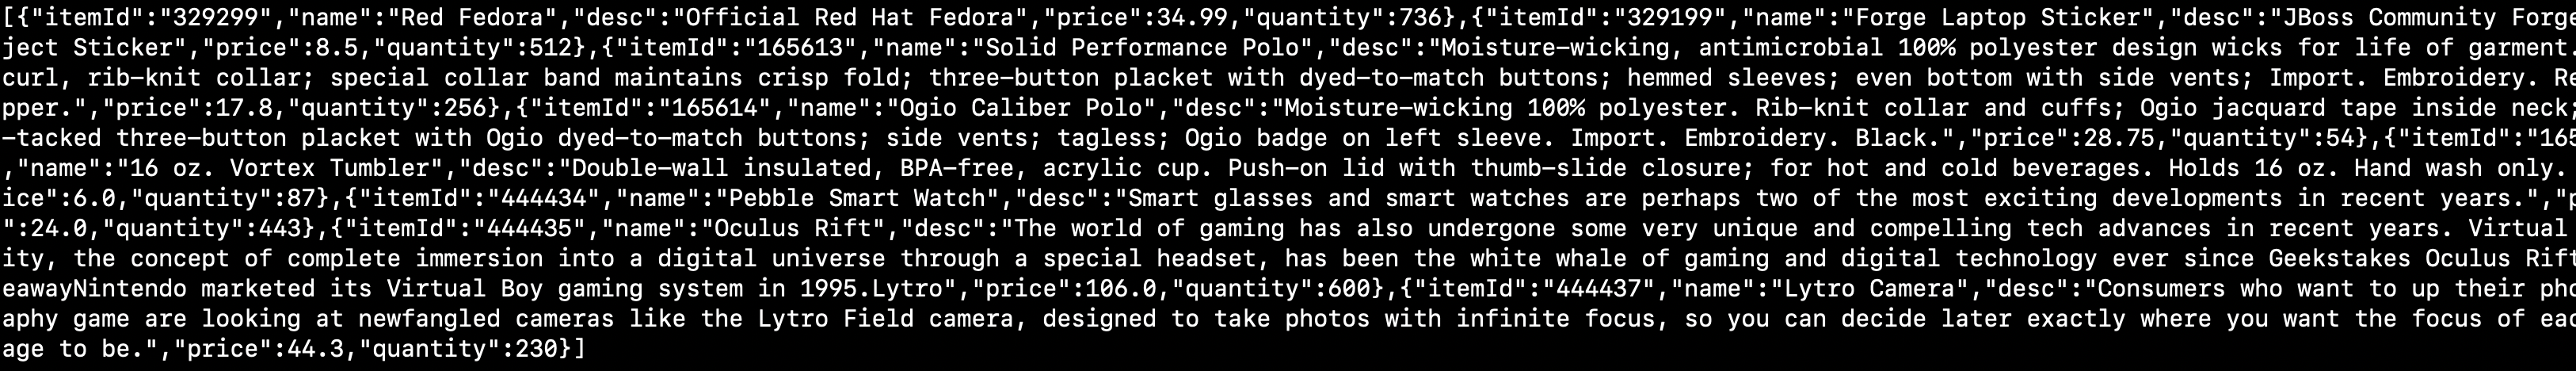 [{"itemId":"329299","name":"Red Fedora","desc":"Official Red Hat Fedora","price":34.99,"quantity":736},{"itemId":"329199","name":"Forge Laptop Sticker","desc":"JBoss Community Forge
ject Sticker","price":8.5,"quantity":512},{"itemId":"165613","name":"Solid Performance Polo","desc":"Moisture-wicking, antimicrobial 100% polyester design wicks for life of garment.
curl, rib-knit collar; special collar band maintains crisp fold; three-button placket with dyed-to-match buttons; hemmed sleeves; even bottom with side vents; Import. Embroidery. Re
pper.","price":17.8,"quantity":256},{"itemId":"165614","name":"Ogio Caliber Polo","desc":"Moisture-wicking 100% polyester. Rib-knit collar and cuffs; Ogio jacquard tape inside neck;
-tacked three-button placket with Ogio dyed-to-match buttons; side vents; tagless; Ogio badge on left sleeve. Import. Embroidery. Black.","price":28.75,"quantity":54},{"itemId":"165
,"name":"16 oz. Vortex Tumbler","desc":"Double-wall insulated, BPA-free, acrylic cup. Push-on lid with thumb-slide closure; for hot and cold beverages. Holds 16 oz. Hand wash only.
ice":6.0,"quantity":87},{"itemId":"444434","name":"Pebble Smart Watch","desc":"Smart glasses and smart watches are perhaps two of the most exciting developments in recent years.","p
":24.0,"quantity":443},{"itemId":"444435","name":"Oculus Rift","desc":"The world of gaming has also undergone some very unique and compelling tech advances in recent years. Virtual
ity, the concept of complete immersion into a digital universe through a special headset, has been the white whale of gaming and digital technology ever since Geekstakes Oculus Rift
eawayNintendo marketed its Virtual Boy gaming system in 1995.Lytro","price":106.0,"quantity":600},{"itemId":"444437","name":"Lytro Camera","desc":"Consumers who want to up their pho
aphy game are looking at newfangled cameras like the Lytro Field camera, designed to take photos with infinite focus, so you can decide later exactly where you want the focus of eac
age to be.","price":44.3,"quantity":230}]